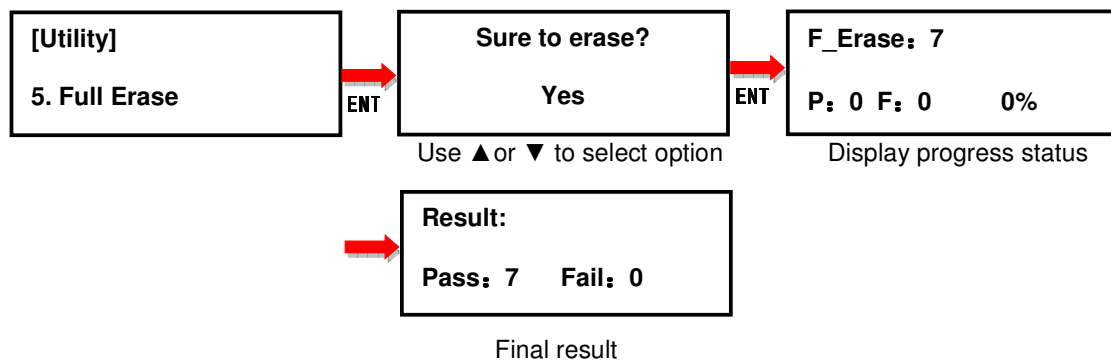 [Utility]
5. Full Erase
ENT
Sure to erase?
Yes
Use ▲or ▼ to select option
ENT
F_Erase：7
P：0 F：0 0%
Display progress status
Result:
Pass：7 Fail：0
Final result